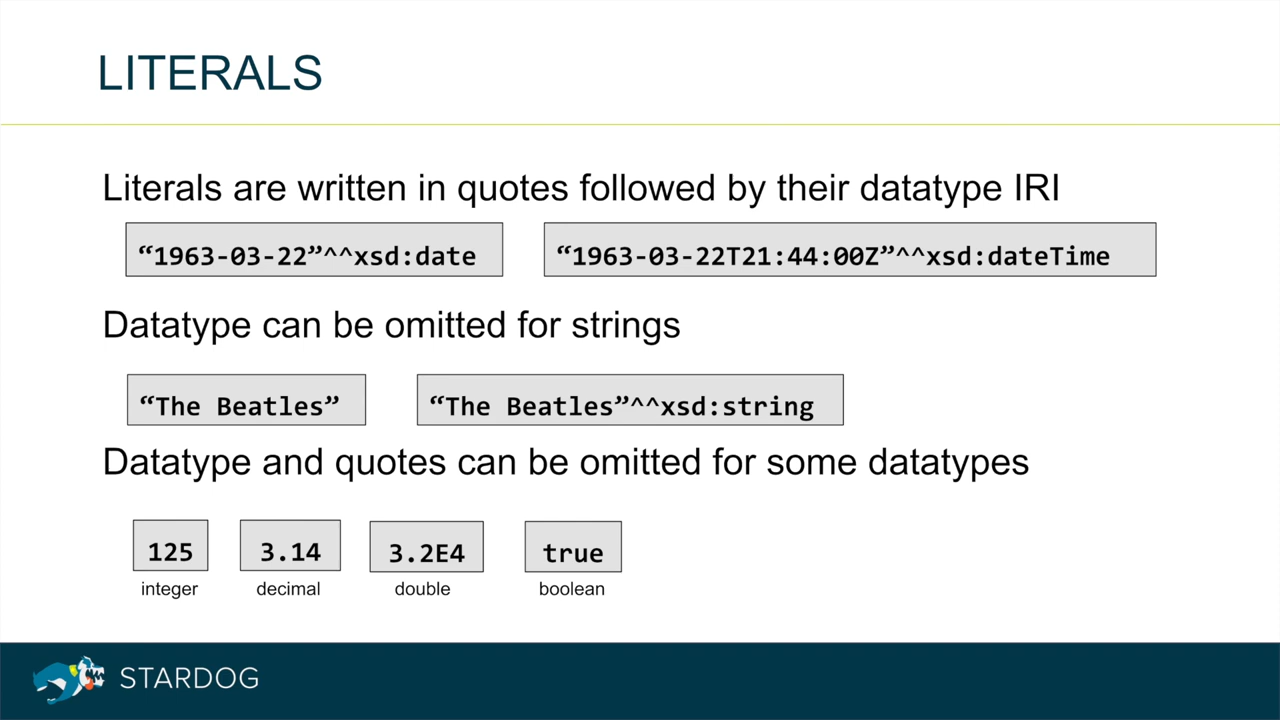 LITERALS
Literals are written in quotes followed by their datatype IRI
“1963-03-22”^^xsd:date “1963-03-22T21:44:00Z”^^xsd:dateTime
Datatype can be omitted for strings
“The Beatles” “The Beatles”^^xsd:string
Datatype and quotes can be omitted for some datatypes
125 3.14 3.2E4 true
integer decimal double boolean
STARDOG